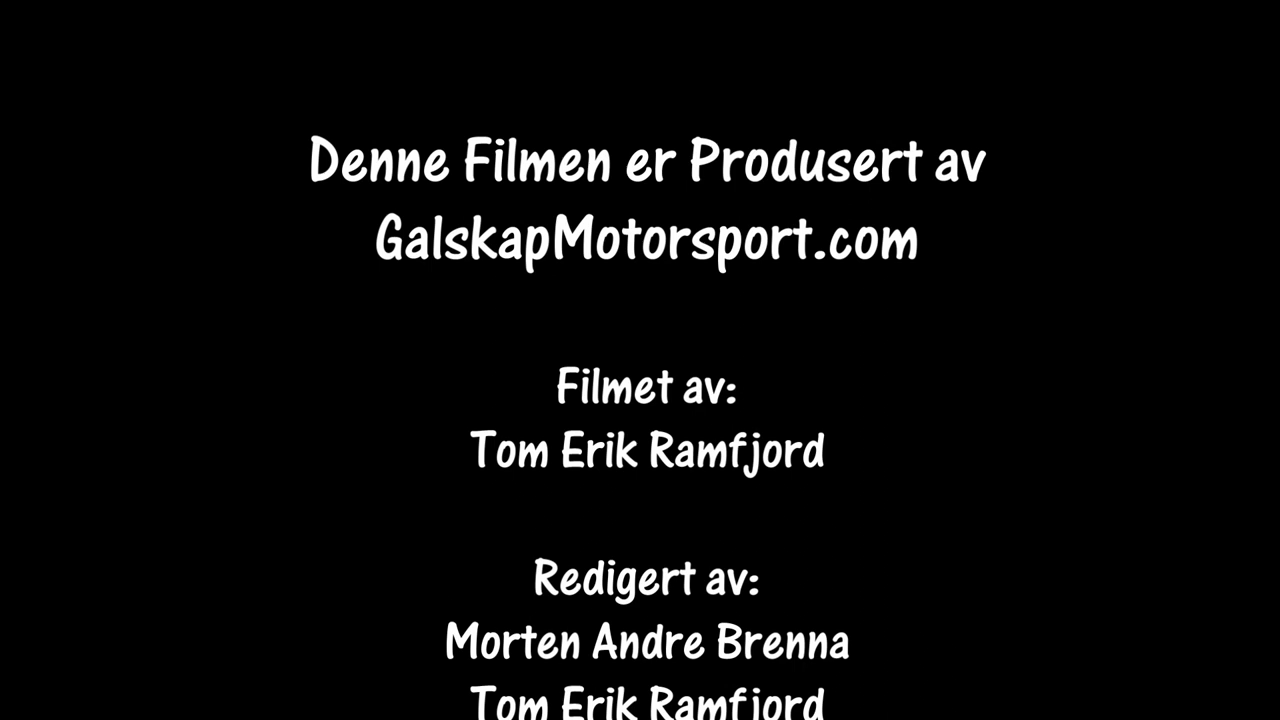 Denne Filmen er Produsert av
GalskapMotorsport.com
Filmet av:
Tom Erik Ramfjord
Redigert av:
Morten Andre Brenna
Tom Erik Ramfjord